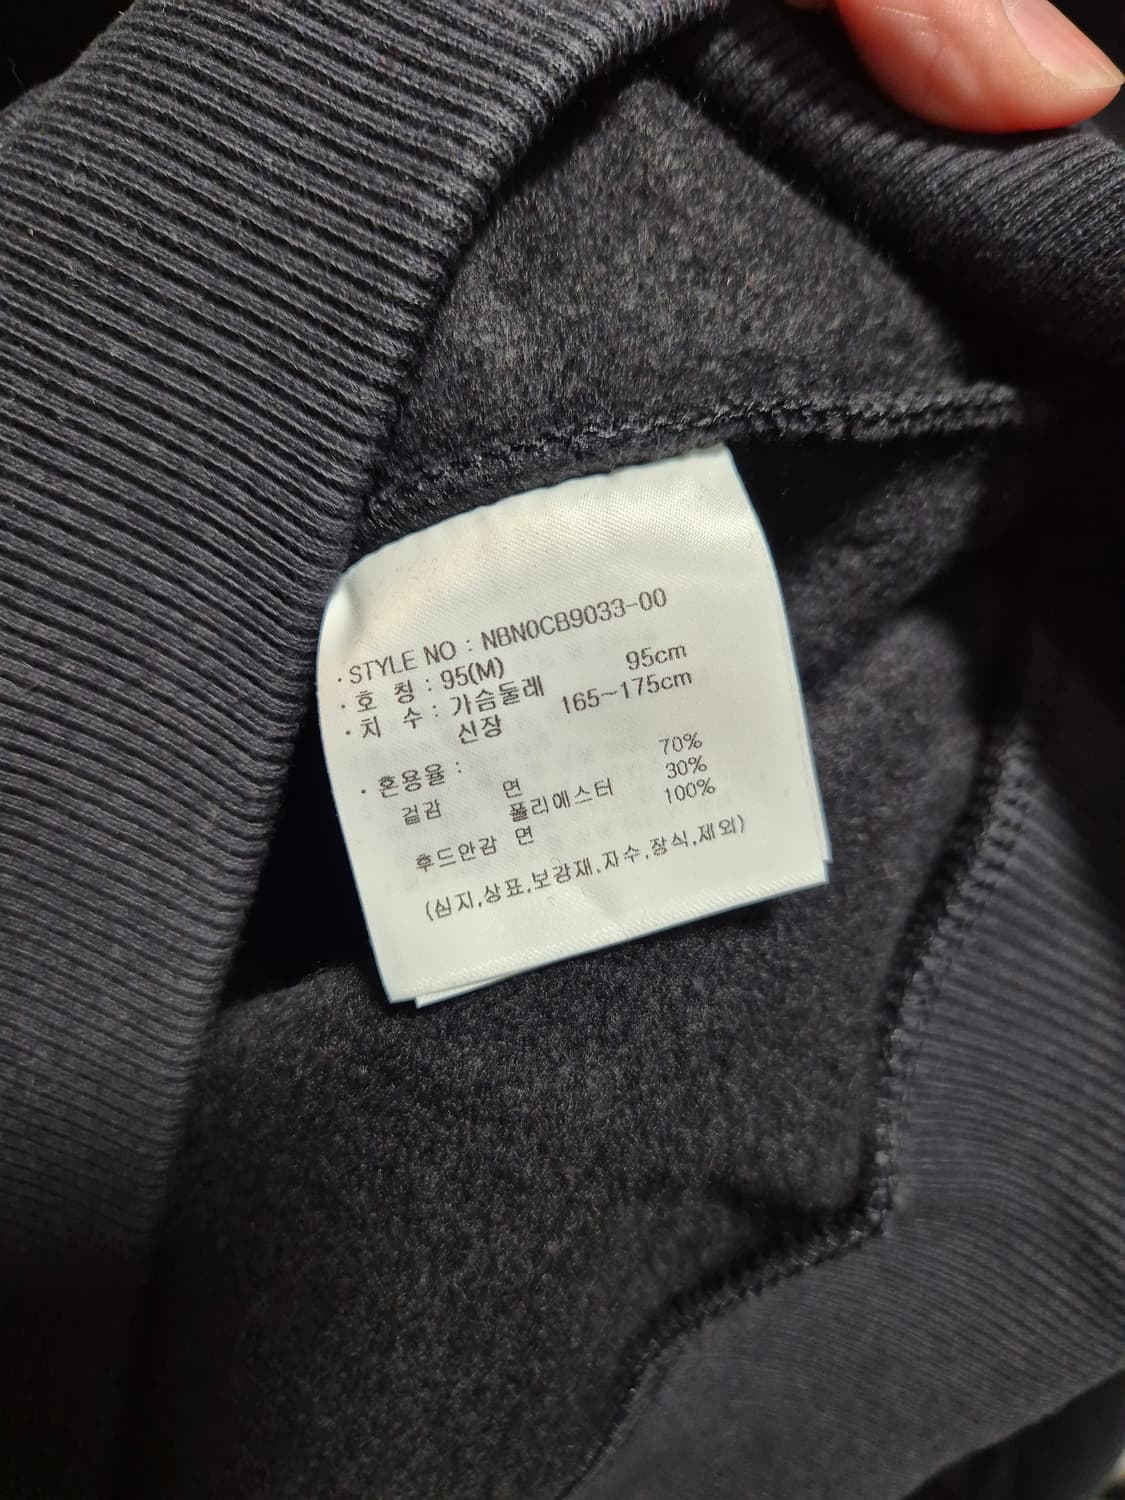 · STYLE NO : NBN0CB9033-00
· 호 칭 : 95(M)
· 치 수 : 가슴둘레 95cm
신장 165~175cm
· 혼용율 :
겉감 면 70%
폴리에스터 30%
후드안감 면 100%
(심지,상표,보강재,자수,장식,제외)